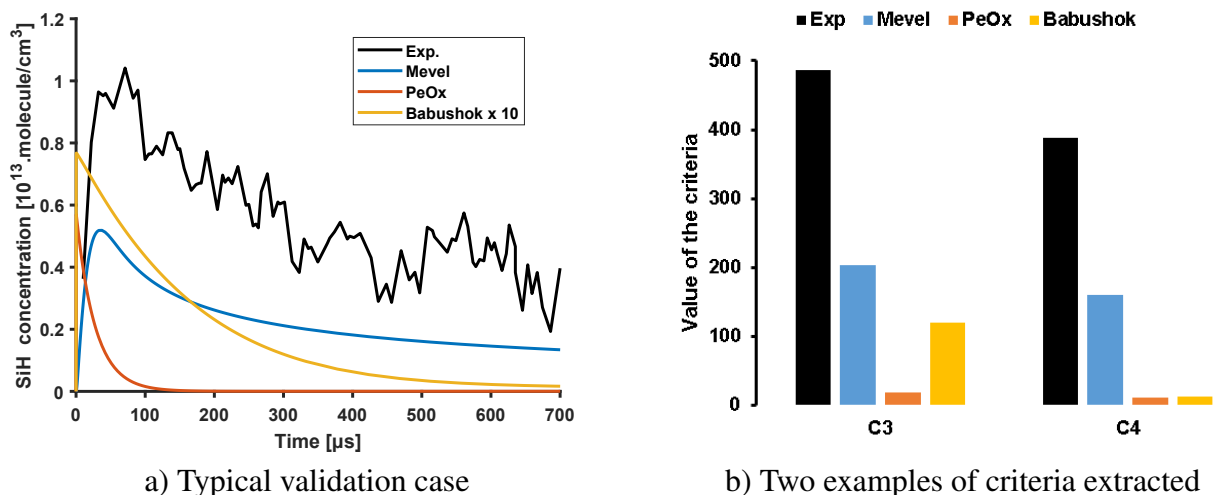 SiH concentration [10^13.molecule/cm^3]
1.2
1
0.8
0.6
0.4
0.2
0
Exp.
Mevel
PeOx
Babushok x 10
0 100 200 300 400 500 600 700
Time [µs]
a) Typical validation case
Exp Mevel PeOx Babushok
Value of the criteria
500
400
300
200
100
0
C3 C4
b) Two examples of criteria extracted